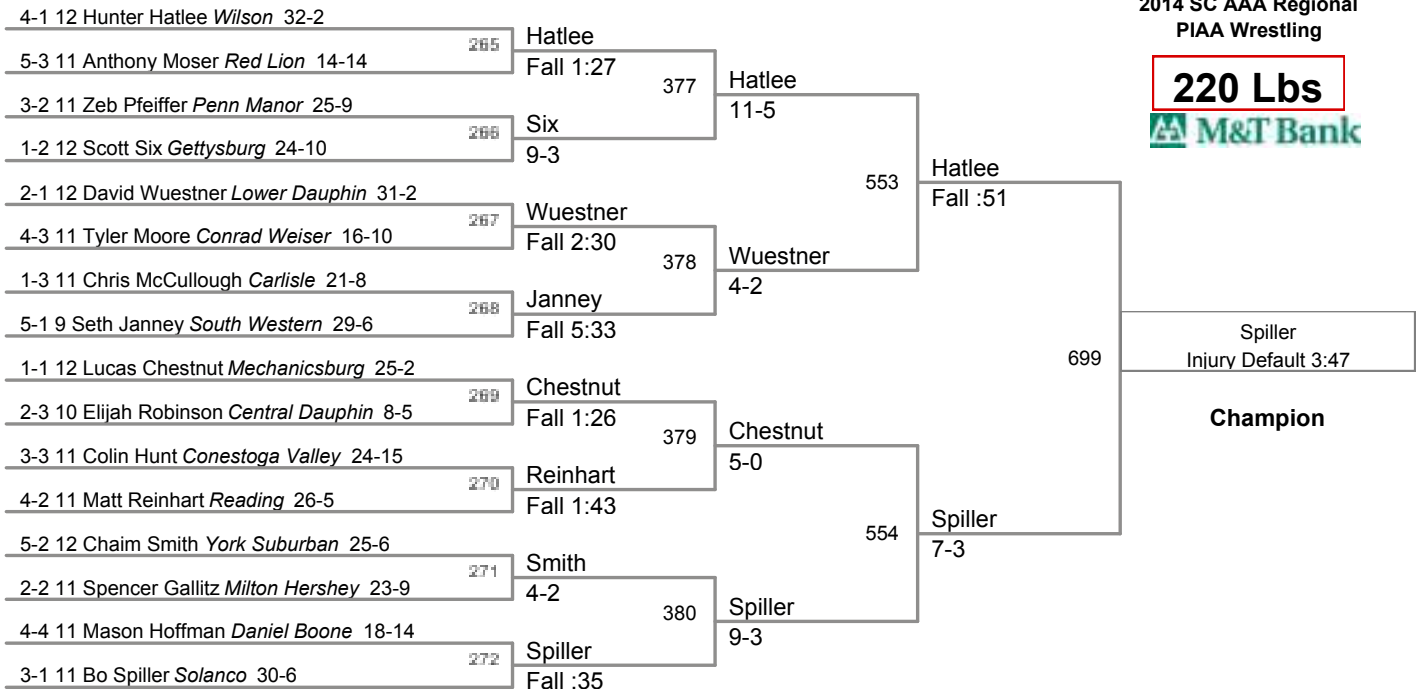 2014 SC AAA Regional
PIAA Wrestling
220 Lbs
M&T Bank
4-1 12 Hunter Hatlee Wilson 32-2
265
5-3 11 Anthony Moser Red Lion 14-14
3-2 11 Zeb Pfeiffer Penn Manor 25-9
266
1-2 12 Scott Six Gettysburg 24-10
2-1 12 David Wuestner Lower Dauphin 31-2
267
4-3 11 Tyler Moore Conrad Weiser 16-10
1-3 11 Chris McCullough Carlisle 21-8
268
5-1 9 Seth Janney South Western 29-6
1-1 12 Lucas Chestnut Mechanicsburg 25-2
269
2-3 10 Elijah Robinson Central Dauphin 8-5
3-3 11 Colin Hunt Conestoga Valley 24-15
270
4-2 11 Matt Reinhart Reading 26-5
5-2 12 Chaim Smith York Suburban 25-6
271
2-2 11 Spencer Gallitz Milton Hershey 23-9
4-4 11 Mason Hoffman Daniel Boone 18-14
272
3-1 11 Bo Spiller Solanco 30-6
Hatlee
Fall 1:27
377
Six
9-3
Wuestner
Fall 2:30
378
Janney
Fall 5:33
Chestnut
Fall 1:26
379
Reinhart
Fall 1:43
Smith
4-2
380
Spiller
Fall :35
Hatlee
11-5
553
Wuestner
4-2
Chestnut
5-0
554
Spiller
9-3
Hatlee
Fall :51
699
Spiller
7-3
Spiller
Injury Default 3:47
Champion